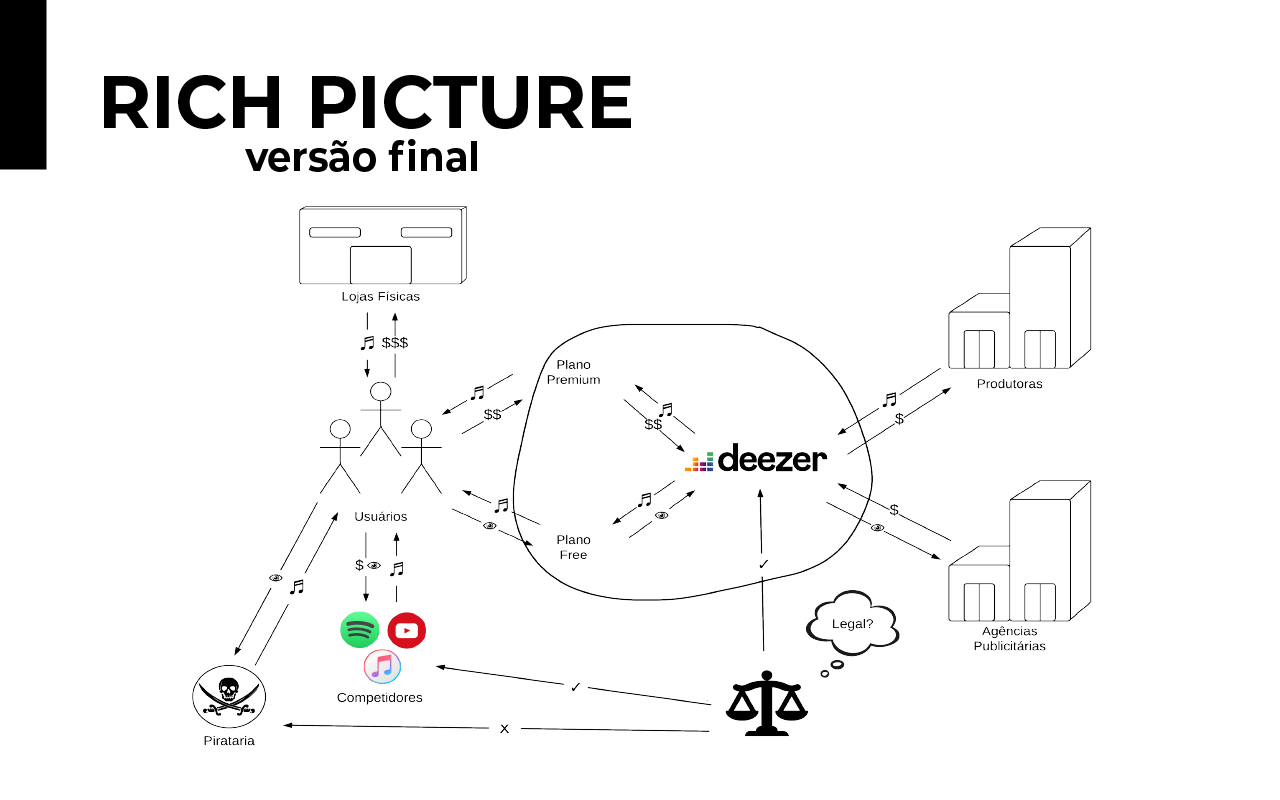 RICH PICTURE
versão final
Lojas Físicas
$$$
Plano
Premium
$$
$$
deezer
Produtoras
$
Usuários
Plano
Free
$
$
✓
Legal?
Agências
Publicitárias
Competidores
✓
x
Pirataria